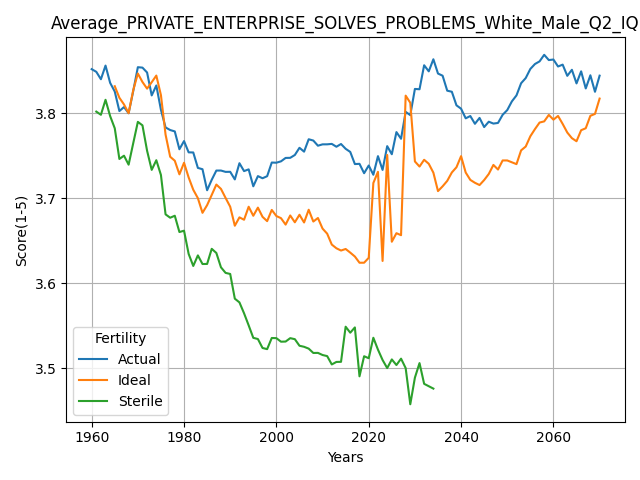 Average_PRIVATE_ENTERPRISE_SOLVES_PROBLEMS_White_Male_Q2_IQ
Score(1-5)
3.8
3.7
3.6
3.5
Fertility
Actual
Ideal
Sterile
1960 1980 2000 2020 2040 2060
Years